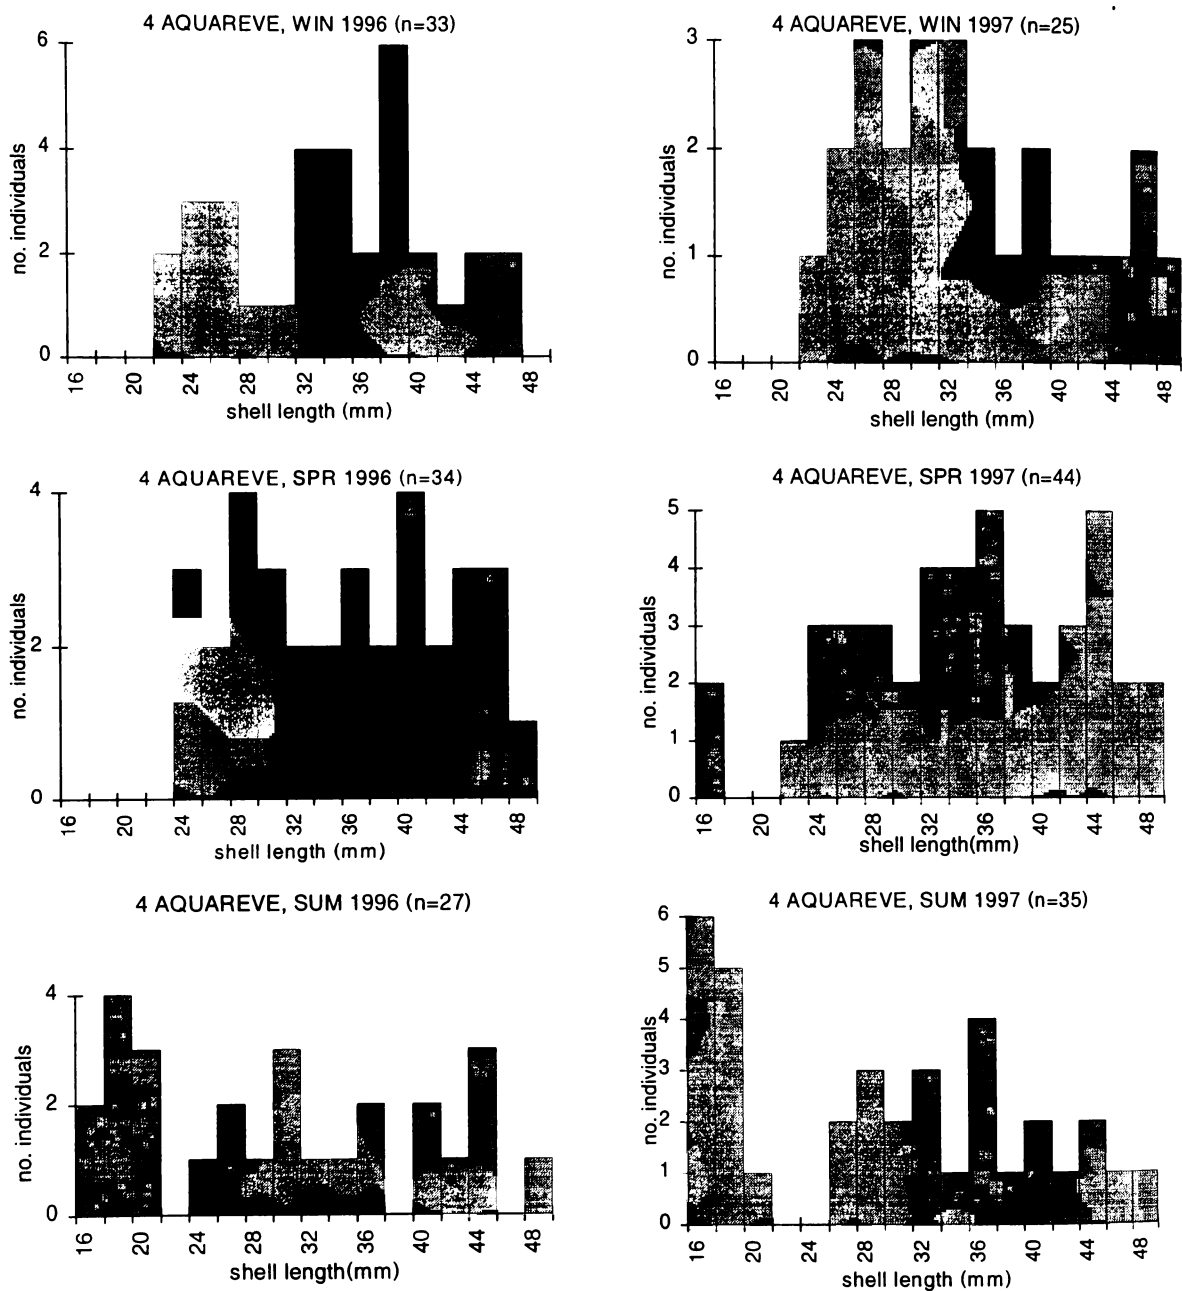 4 AQUAREVE, WIN 1996 (n=33)
6
4
2
0
no. individuals
16 20 24 28 32 36 40 44 48
shell length (mm)
4 AQUAREVE, WIN 1997 (n=25)
3
2
1
0
no. individuals
16 20 24 28 32 36 40 44 48
shell length (mm)
4 AQUAREVE, SPR 1996 (n=34)
4
2
0
no. individuals
16 20 24 28 32 36 40 44 48
shell length (mm)
4 AQUAREVE, SPR 1997 (n=44)
5
4
3
2
1
0
no. individuals
16 20 24 28 32 36 40 44 48
shell length(mm)
4 AQUAREVE, SUM 1996 (n=27)
4
2
0
no. individuals
16 20 24 28 32 36 40 44 48
shell length(mm)
4 AQUAREVE, SUM 1997 (n=35)
6
5
4
3
2
1
0
no. individuals
16 20 24 28 32 36 40 44 48
shell length (mm)